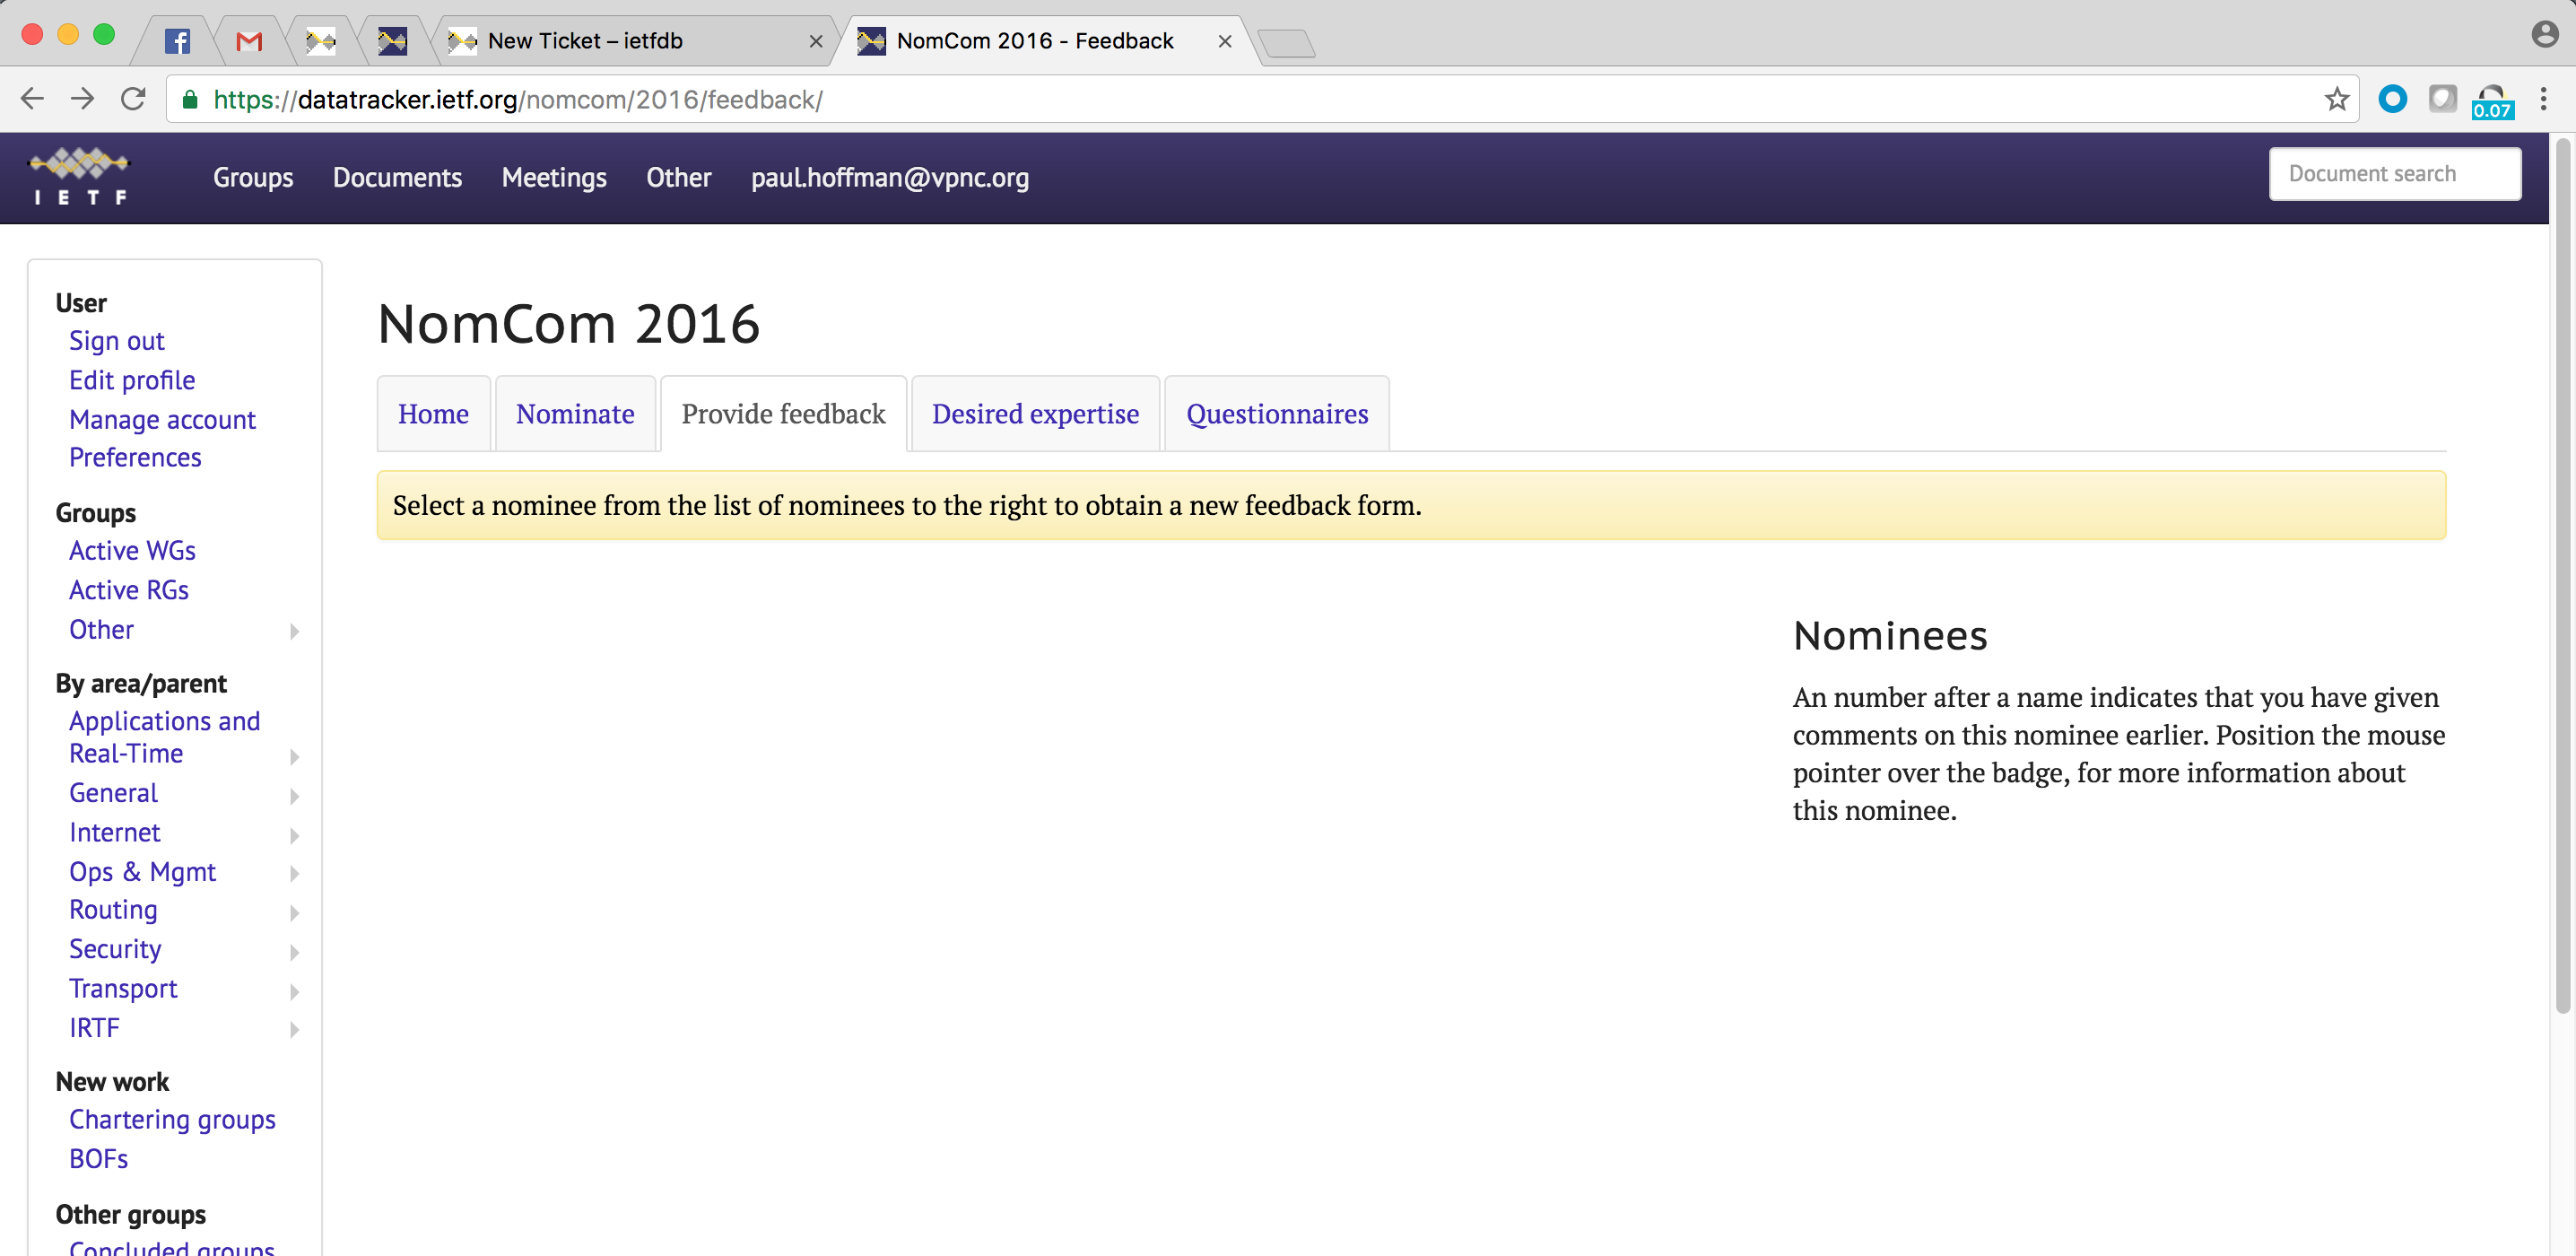 New Ticket – ietfdb
NomCom 2016 - Feedback
https://datatracker.ietf.org/nomcom/2016/feedback/
0.07
I E T F
Groups
Documents
Meetings
Other
paul.hoffman@vpnc.org
Document search
User
Sign out
Edit profile
Manage account
Preferences
Groups
Active WGs
Active RGs
Other
By area/parent
Applications and
Real-Time
General
Internet
Ops & Mgmt
Routing
Security
Transport
IRTF
New work
Chartering groups
BOFs
Other groups
Concluded groups
NomCom 2016
Home
Nominate
Provide feedback
Desired expertise
Questionnaires
Select a nominee from the list of nominees to the right to obtain a new feedback form.
Nominees
An number after a name indicates that you have given
comments on this nominee earlier. Position the mouse
pointer over the badge, for more information about
this nominee.